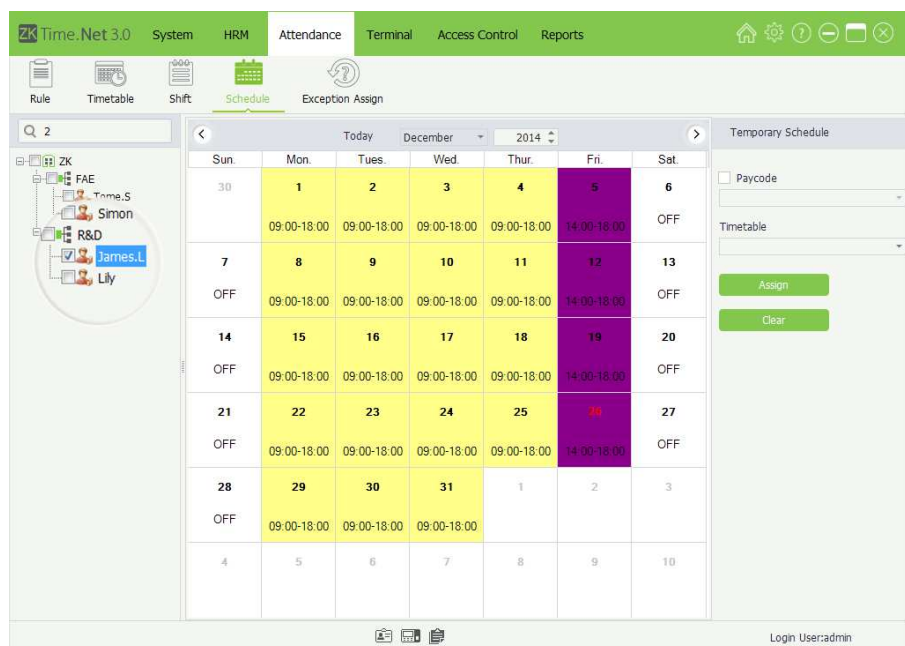 ZK Time.Net 3.0 System HRM Attendance Terminal Access Control Reports
Rule Timetable Shift Schedule Exception Assign
2
ZK
FAE
Tome.S
Simon
R&D
James.L
Lily
Today December 2014
Sun. Mon. Tues. Wed. Thur. Fri. Sat.
30 1 2 3 4 5 6
09:00-18:00 09:00-18:00 09:00-18:00 09:00-18:00 14:00-18:00 OFF
7 8 9 10 11 12 13
OFF 09:00-18:00 09:00-18:00 09:00-18:00 09:00-18:00 14:00-18:00 OFF
14 15 16 17 18 19 20
OFF 09:00-18:00 09:00-18:00 09:00-18:00 09:00-18:00 14:00-18:00 OFF
21 22 23 24 25 26 27
OFF 09:00-18:00 09:00-18:00 09:00-18:00 09:00-18:00 14:00-18:00 OFF
28 29 30 31 1 2 3
OFF 09:00-18:00 09:00-18:00 09:00-18:00
4 5 6 7 8 9 10
Temporary Schedule
Paycode
Timetable
Assign
Clear
Login User:admin